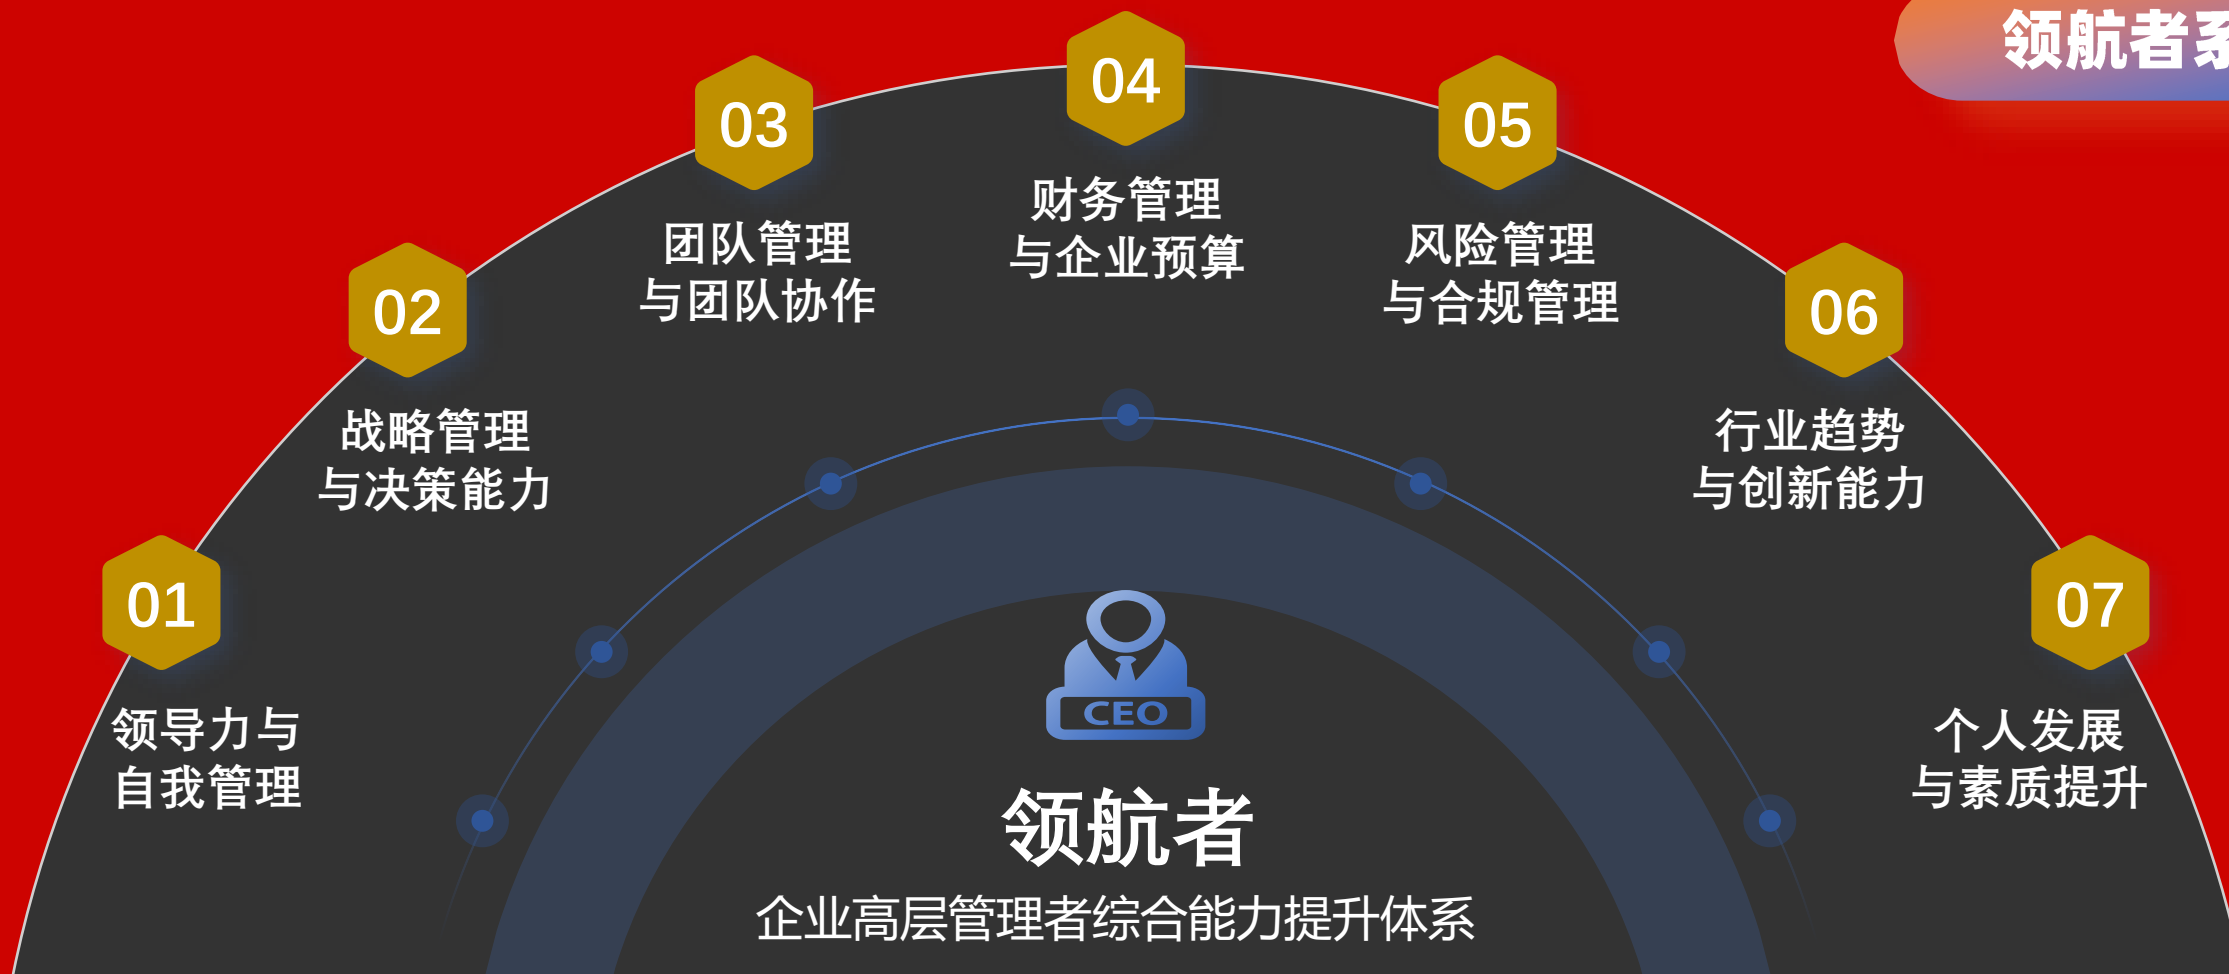 领航者系
04
03
05
财务管理
与企业预算
团队管理
与团队协作
风险管理
与合规管理
02
06
战略管理
与决策能力
行业趋势
与创新能力
01
07
领导力与
自我管理
个人发展
与素质提升
CEO
领航者
企业高层管理者综合能力提升体系